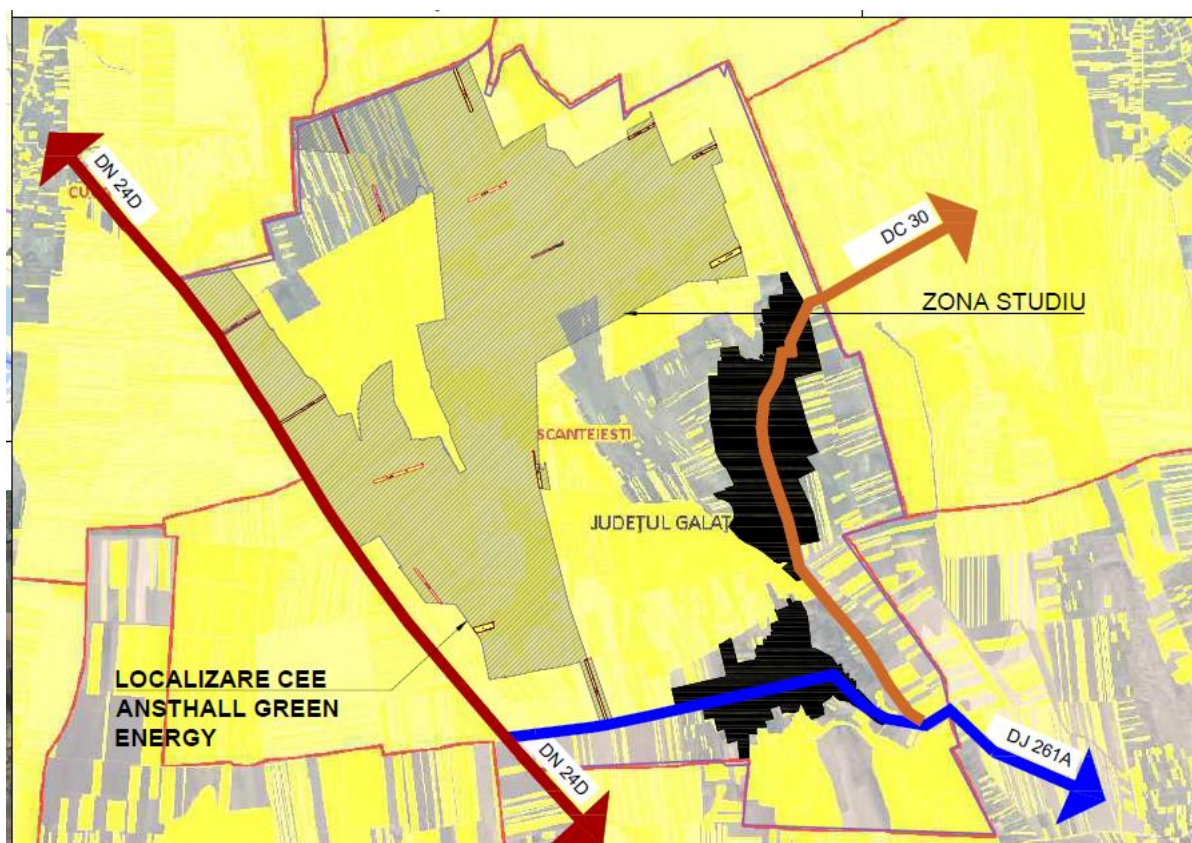 DN 24D
DC 30
ZONA STUDIU
SCANTEIESTI
JUDEȚUL GALAȚ
LOCALIZARE CEE
ANSTHALL GREEN
ENERGY
DN 24D
DJ 261A